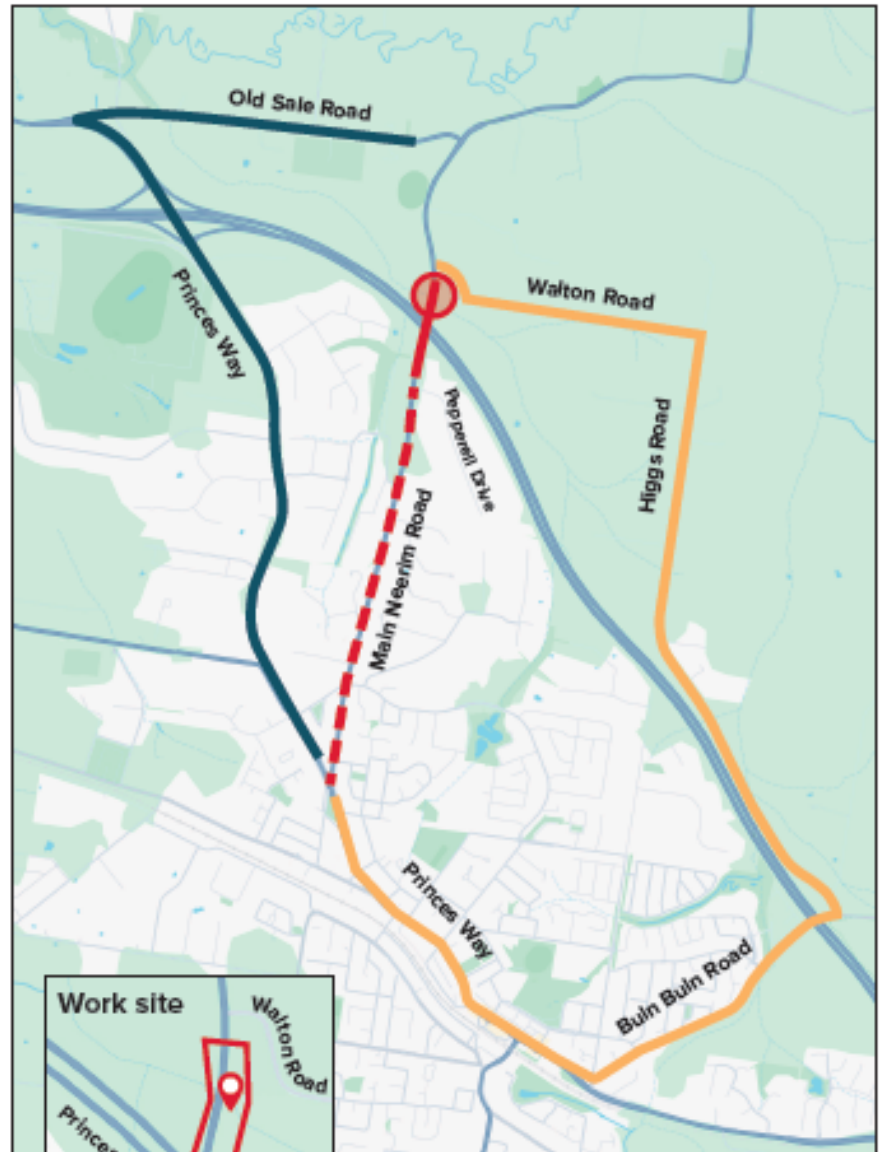 Old Sale Road
Walton Road
Princes Way
Pepperell Drive
Higgs Road
Main Neerim Road
Princes Way
Buln Buln Road
Work site
Walton Road
Princes